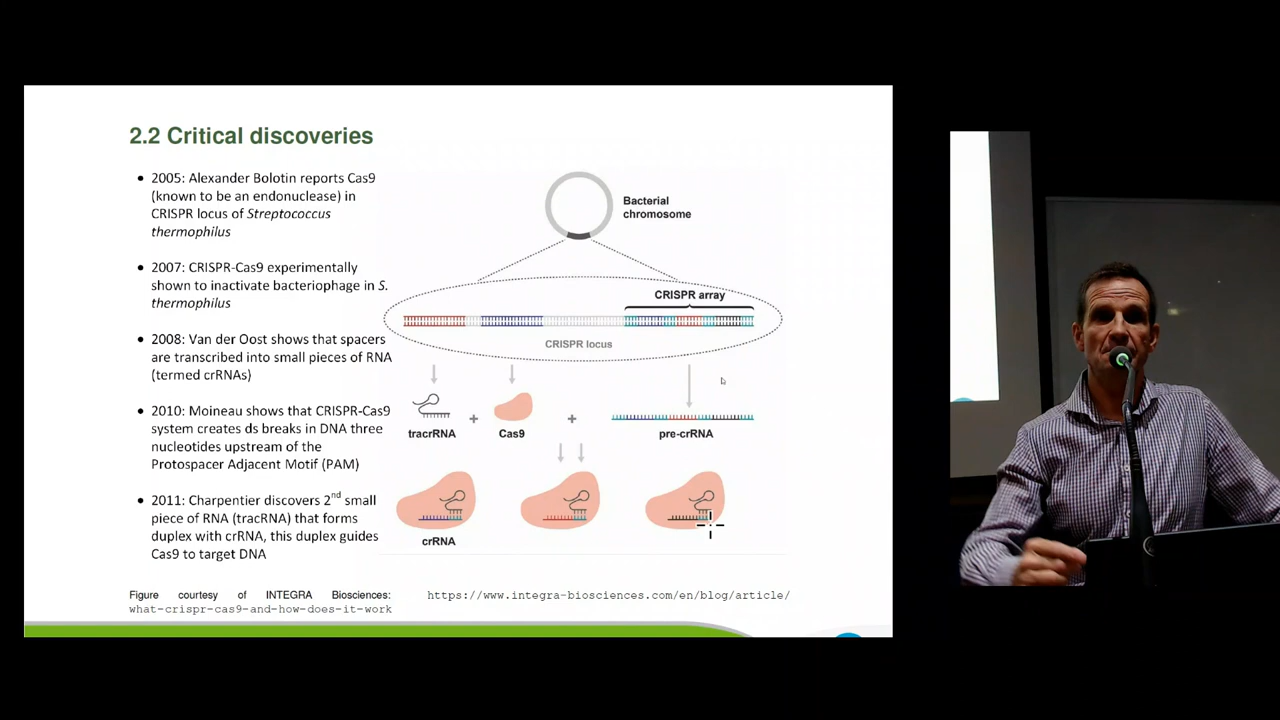 2.2 Critical discoveries
• 2005: Alexander Bolotin reports Cas9
(known to be an endonuclease) in
CRISPR locus of Streptococcus
thermophilus
• 2007: CRISPR-Cas9 experimentally
shown to inactivate bacteriophage in S.
thermophilus
• 2008: Van der Oost shows that spacers
are transcribed into small pieces of RNA
(termed crRNAs)
• 2010: Moineau shows that CRISPR-Cas9
system creates ds breaks in DNA three
nucleotides upstream of the
Protospacer Adjacent Motif (PAM)
• 2011: Charpentier discovers 2nd small
piece of RNA (tracRNA) that forms
duplex with crRNA, this duplex guides
Cas9 to target DNA
Bacterial
chromosome
CRISPR array
CRISPR locus
tracrRNA
+
Cas9
+
pre-crRNA
crRNA
Figure courtesy of INTEGRA Biosciences: https://www.integra-biosciences.com/en/blog/article/
what-crispr-cas9-and-how-does-it-work